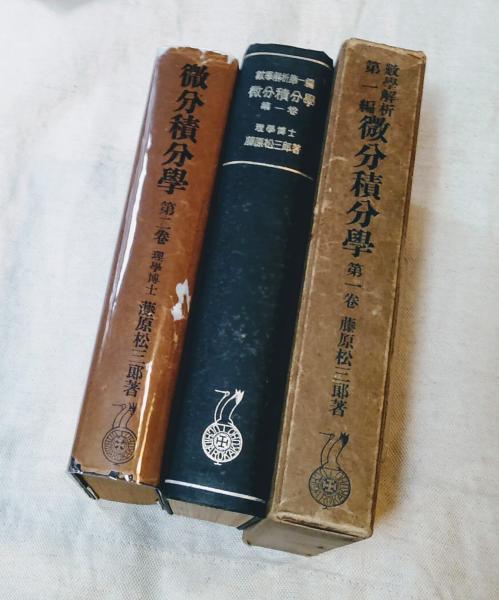 數學解析
第一編
微分積分學
第一卷
藤原松三郎著
數學解析第一編
微分積分學
第一卷
理學博士
藤原松三郎著
微分積分學
第二卷
理學博士
藤原松三郎著